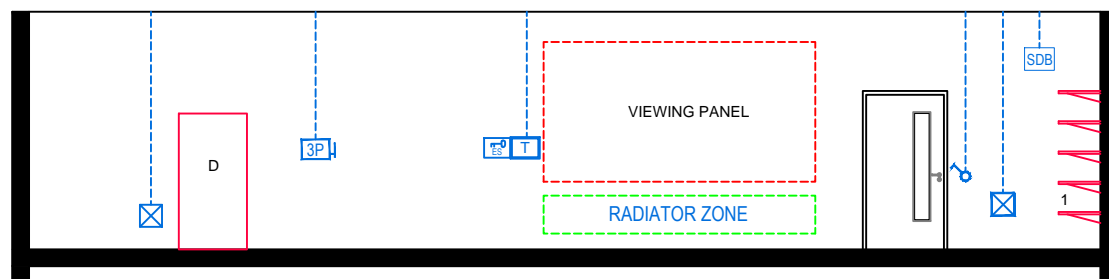 SDB
VIEWING PANEL
D
3P
ES
T
1
RADIATOR ZONE